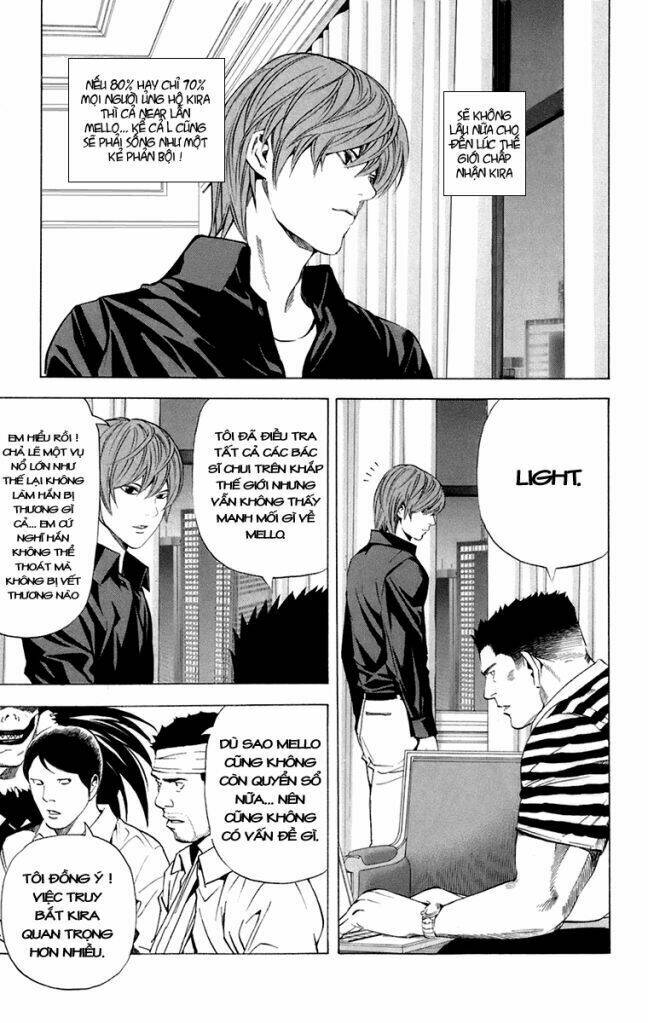 SẼ KHÔNG
LÂU NỮA CHO
ĐẾN LÚC THẾ
GIỚI CHẤP
NHẬN KIRA
NẾU 80% HAY CHỈ 70%
MỌI NGƯỜI ỦNG HỘ KIRA
THÌ CẢ NEAR LẪN
MELLO... KỂ CẢ L CŨNG
SẼ PHẢI SỐNG NHƯ MỘT
KẺ PHẢN BỘI !
LIGHT.
TÔI ĐÃ ĐIỀU TRA
TẤT CẢ CÁC BÁC
SĨ CHUI TRÊN KHẮP
THẾ GIỚI NHƯNG
VẪN KHÔNG THẤY
MANH MỐI GÌ VỀ
MELLO.
EM HIỂU RỒI !
CHẢ LẼ MỘT VỤ
NỔ LỚN NHƯ
THẾ LẠI KHÔNG
LÀM HẮN BỊ
THƯƠNG GÌ
CẢ... EM CỨ
NGHĨ HẮN
KHÔNG THỂ
THOÁT MÀ
KHÔNG BỊ VẾT
THƯƠNG NÀO
DÙ SAO MELLO
CŨNG KHÔNG
CÒN QUYỂN SỔ
NỮA... NÊN
CŨNG KHÔNG
CÓ VẤN ĐỀ GÌ.
TÔI ĐỒNG Ý !
VIỆC TRUY
BẮT KIRA
QUAN TRỌNG
HƠN NHIỀU.